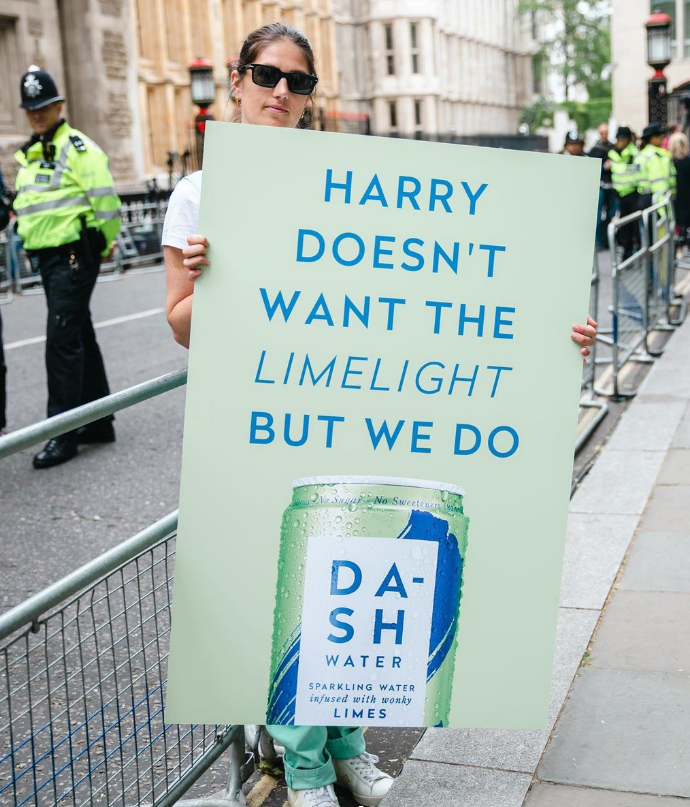 HARRY
DOESN'T
WANT THE
LIMELIGHT
BUT WE DO
No Sugar - No Sweeteners
DA-
SH
WATER
SPARKLING WATER
infused with wonky
LIMES